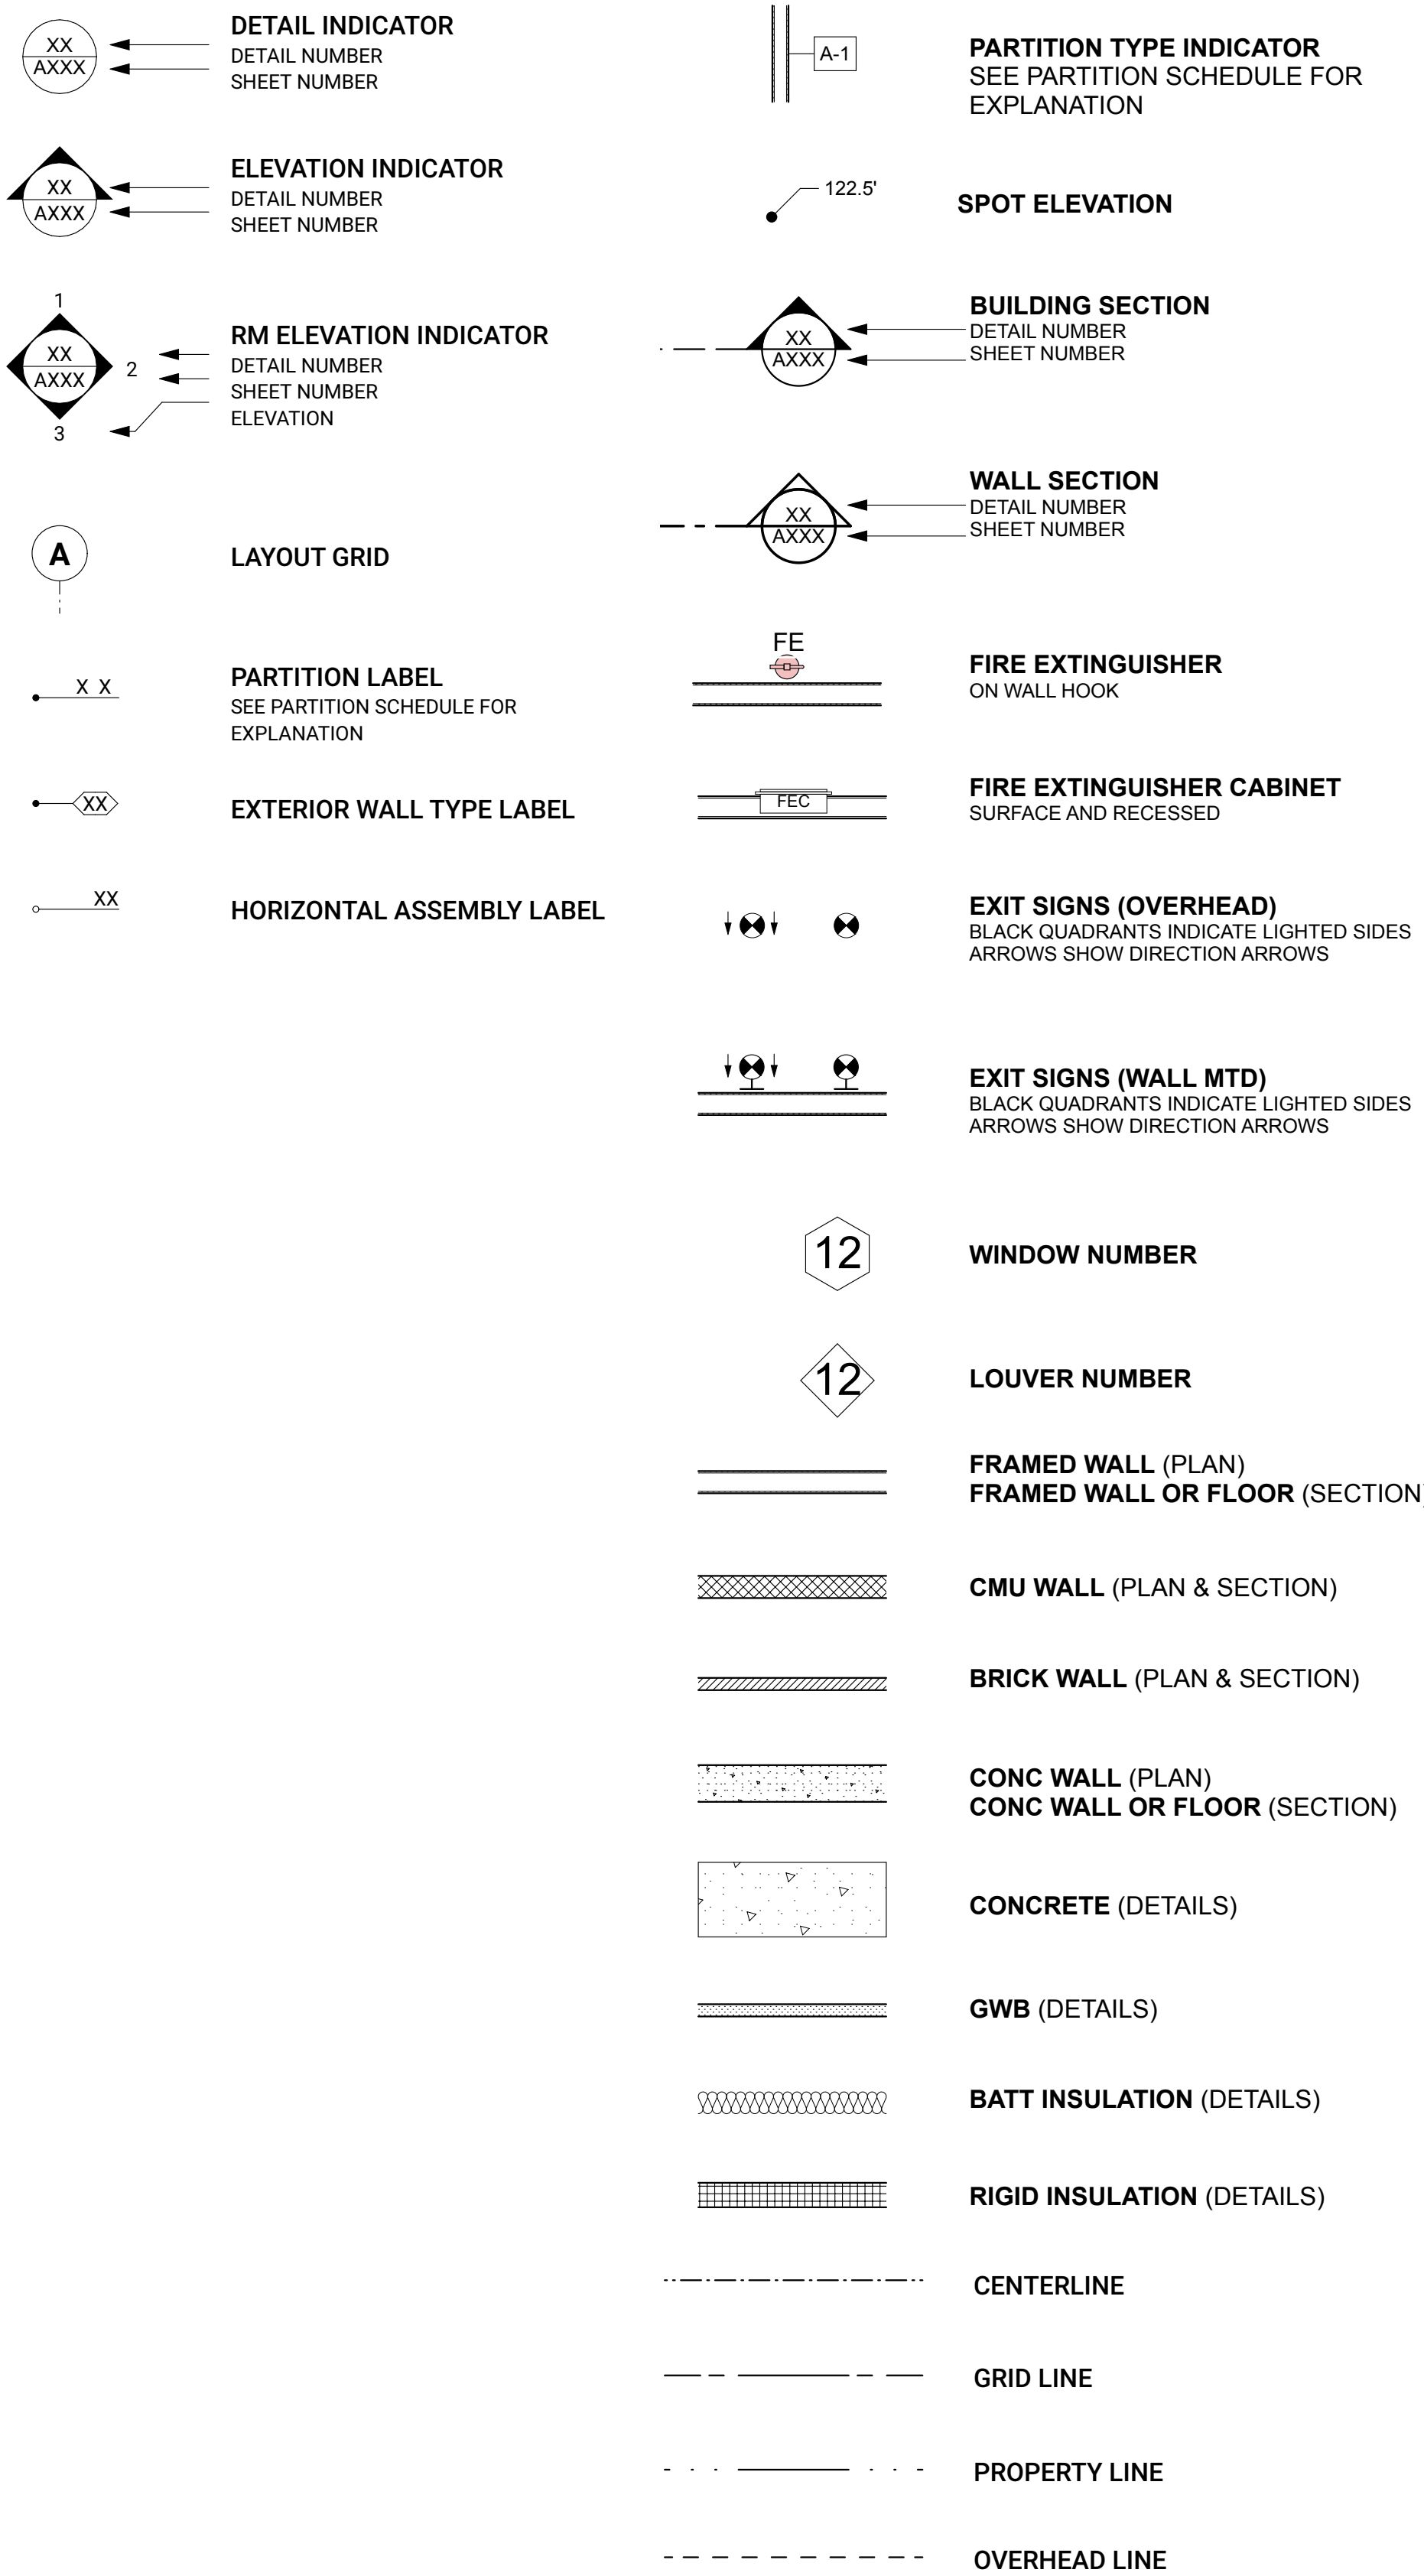 XX
AXXX
DETAIL INDICATOR
DETAIL NUMBER
SHEET NUMBER
XX
AXXX
ELEVATION INDICATOR
DETAIL NUMBER
SHEET NUMBER
1
XX
AXXX
2
3
RM ELEVATION INDICATOR
DETAIL NUMBER
SHEET NUMBER
ELEVATION
A
LAYOUT GRID
X X
PARTITION LABEL
SEE PARTITION SCHEDULE FOR
EXPLANATION
XX
EXTERIOR WALL TYPE LABEL
XX
HORIZONTAL ASSEMBLY LABEL
A-1
PARTITION TYPE INDICATOR
SEE PARTITION SCHEDULE FOR
EXPLANATION
122.5'
SPOT ELEVATION
XX
AXXX
BUILDING SECTION
DETAIL NUMBER
SHEET NUMBER
XX
AXXX
WALL SECTION
DETAIL NUMBER
SHEET NUMBER
FE
FIRE EXTINGUISHER
ON WALL HOOK
FEC
FIRE EXTINGUISHER CABINET
SURFACE AND RECESSED
EXIT SIGNS (OVERHEAD)
BLACK QUADRANTS INDICATE LIGHTED SIDES
ARROWS SHOW DIRECTION ARROWS
EXIT SIGNS (WALL MTD)
BLACK QUADRANTS INDICATE LIGHTED SIDES
ARROWS SHOW DIRECTION ARROWS
12
WINDOW NUMBER
12
LOUVER NUMBER
FRAMED WALL (PLAN)
FRAMED WALL OR FLOOR (SECTION)
CMU WALL (PLAN & SECTION)
BRICK WALL (PLAN & SECTION)
CONC WALL (PLAN)
CONC WALL OR FLOOR (SECTION)
CONCRETE (DETAILS)
GWB (DETAILS)
BATT INSULATION (DETAILS)
RIGID INSULATION (DETAILS)
CENTERLINE
GRID LINE
PROPERTY LINE
OVERHEAD LINE